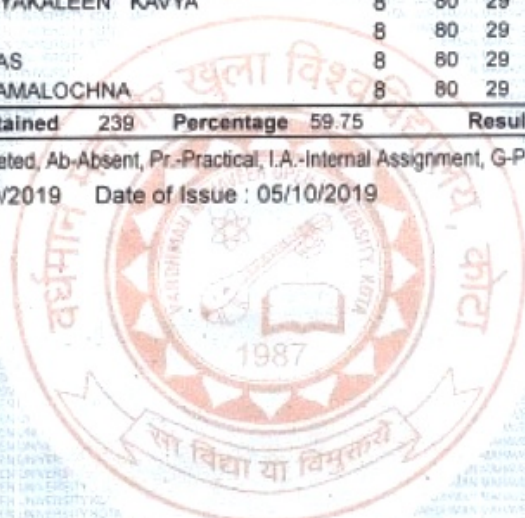 YAKALEEN KAVYA 8 80 29
8 80 29
AS 8 80 29
AMALOCHNA 8 80 29
tained 239 Percentage 59.75 Resul
eted, Ab-Absent, Pr.-Practical, I.A.-Internal Assignment, G-P
/2019 Date of Issue : 05/10/2019
वर्धमान महावीर खुला विश्वविद्यालय, कोटा
VARDHMAN MAHAVEER OPEN UNIVERSITY, KOTA
1987
सा विद्या या विमुक्तये